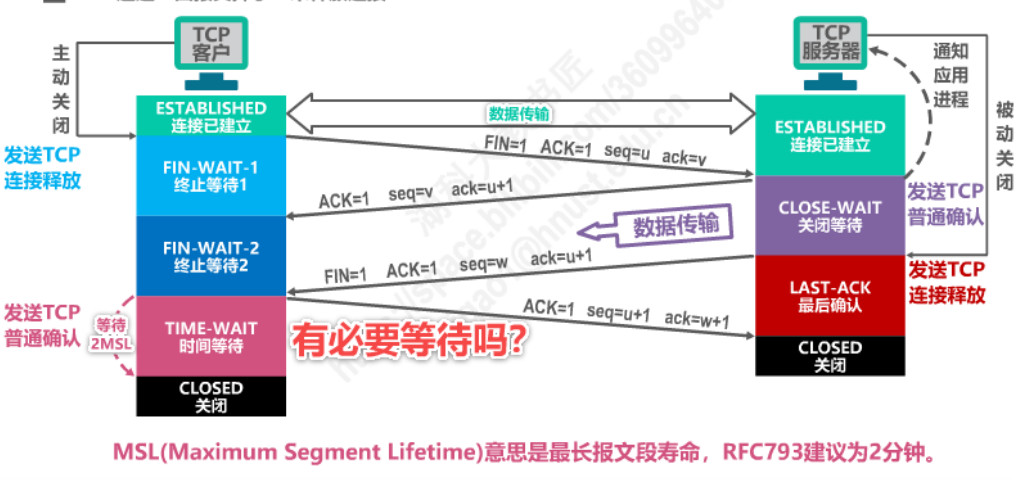 TCP
客户
TCP
服务器
主动关闭
通知
应用
进程
被动关闭
ESTABLISHED
连接已建立
数据传输
ESTABLISHED
连接已建立
FIN=1 ACK=1 seq=u ack=v
发送TCP
连接释放
FIN-WAIT-1
终止等待1
ACK=1 seq=v ack=u+1
CLOSE-WAIT
关闭等待
发送TCP
普通确认
数据传输
FIN-WAIT-2
终止等待2
FIN=1 ACK=1 seq=w ack=u+1
LAST-ACK
最后确认
发送TCP
连接释放
ACK=1 seq=u+1 ack=w+1
发送TCP
普通确认
等待
2MSL
TIME-WAIT
时间等待
有必要等待吗?
CLOSED
关闭
CLOSED
关闭
MSL(Maximum Segment Lifetime)意思是最长报文段寿命，RFC793建议为2分钟。